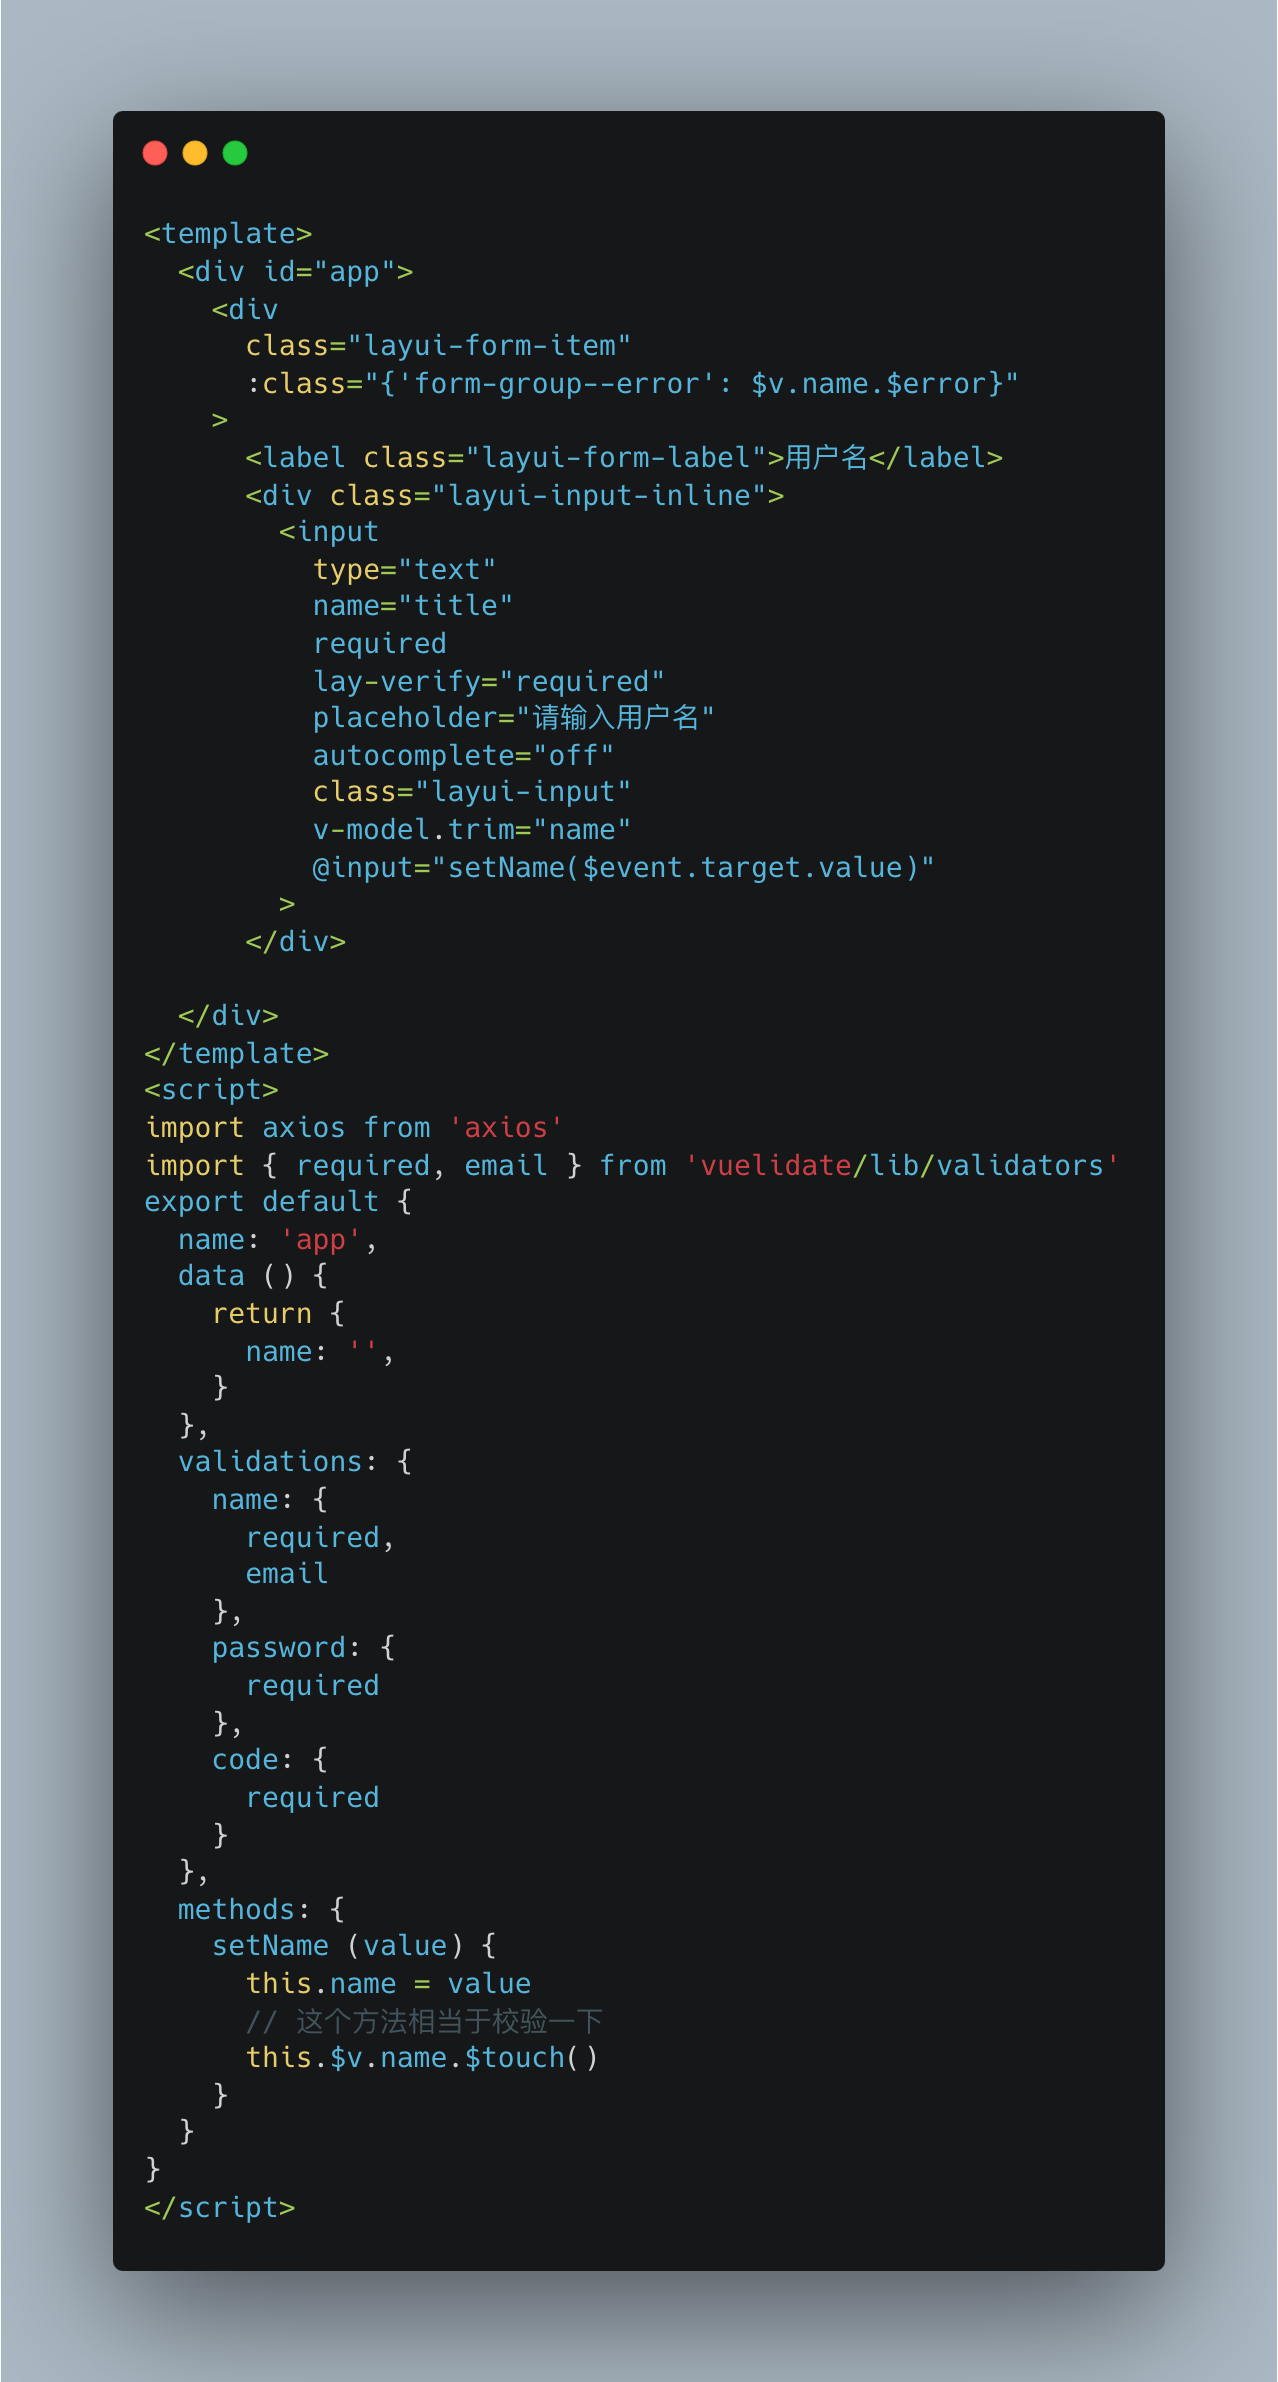 <template>
  <div id="app">
    <div
      class="layui-form-item"
      :class="{'form-group--error': $v.name.$error}"
    >
      <label class="layui-form-label">用户名</label>
      <div class="layui-input-inline">
        <input
          type="text"
          name="title"
          required
          lay-verify="required"
          placeholder="请输入用户名"
          autocomplete="off"
          class="layui-input"
          v-model.trim="name"
          @input="setName($event.target.value)"
        >
      </div>

  </div>
</template>
<script>
import axios from 'axios'
import { required, email } from 'vuelidate/lib/validators'
export default {
  name: 'app',
  data () {
    return {
      name: '',
    }
  },
  validations: {
    name: {
      required,
      email
    },
    password: {
      required
    },
    code: {
      required
    }
  },
  methods: {
    setName (value) {
      this.name = value
      // 这个方法相当于校验一下
      this.$v.name.$touch()
    }
  }
}
</script>